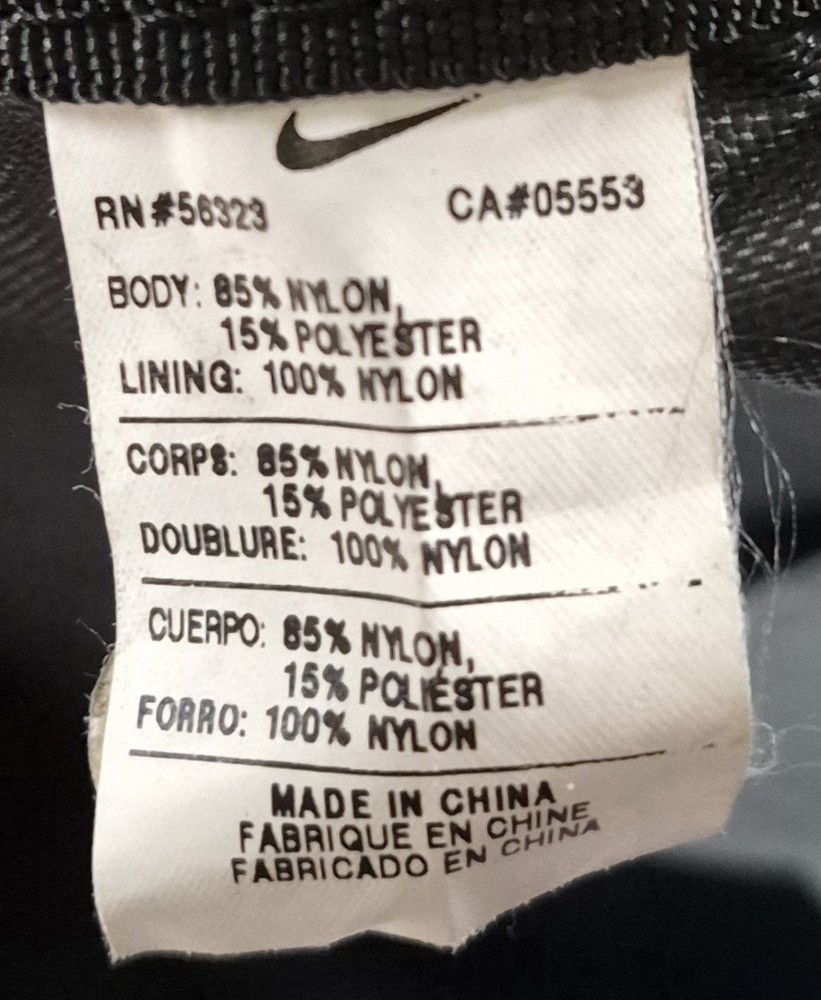 RN#56323 CA#05553
BODY: 85% NYLON,
15% POLYESTER
LINING: 100% NYLON
CORPS: 85% NYLON,
15% POLYESTER
DOUBLURE: 100% NYLON
CUERPO: 85% NYLON,
15% POLIÉSTER
FORRO: 100% NYLON
MADE IN CHINA
FABRIQUE EN CHINE
FABRICADO EN CHINA